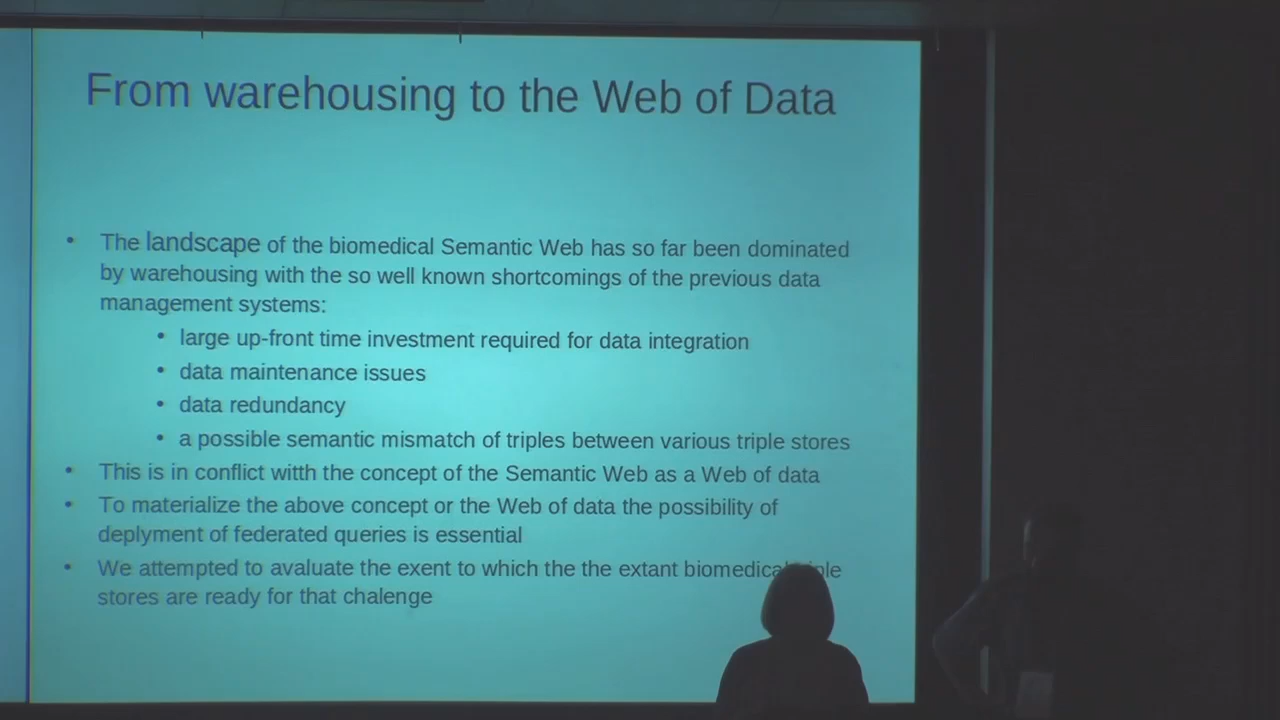 From warehousing to the Web of Data
• The landscape of the biomedical Semantic Web has so far been dominated
by warehousing with the so well known shortcomings of the previous data
management systems:
• large up-front time investment required for data integration
• data maintenance issues
• data redundancy
• a possible semantic mismatch of triples between various triple stores
• This is in conflict witth the concept of the Semantic Web as a Web of data
• To materialize the above concept or the Web of data the possibility of
deplyment of federated queries is essential
• We attempted to evaluate the exent to which the the extant biomedical
stores are ready for that chalenge